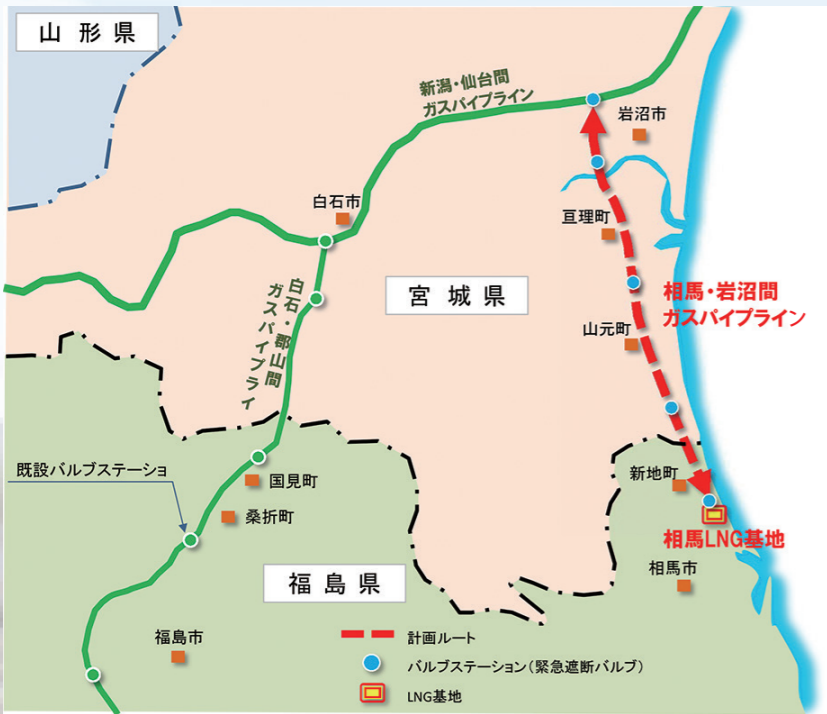 山形県
新潟・仙台間
ガスパイプライン
岩沼市
白石市
亘理町
宮城県
相馬・岩沼間
ガスパイプライン
白石・郡山間
ガスパイプライ
山元町
既設バルブステーショ
国見町
新地町
桑折町
相馬LNG基地
福島県
相馬市
福島市
計画ルート
バルブステーション（緊急遮断バルブ）
LNG基地